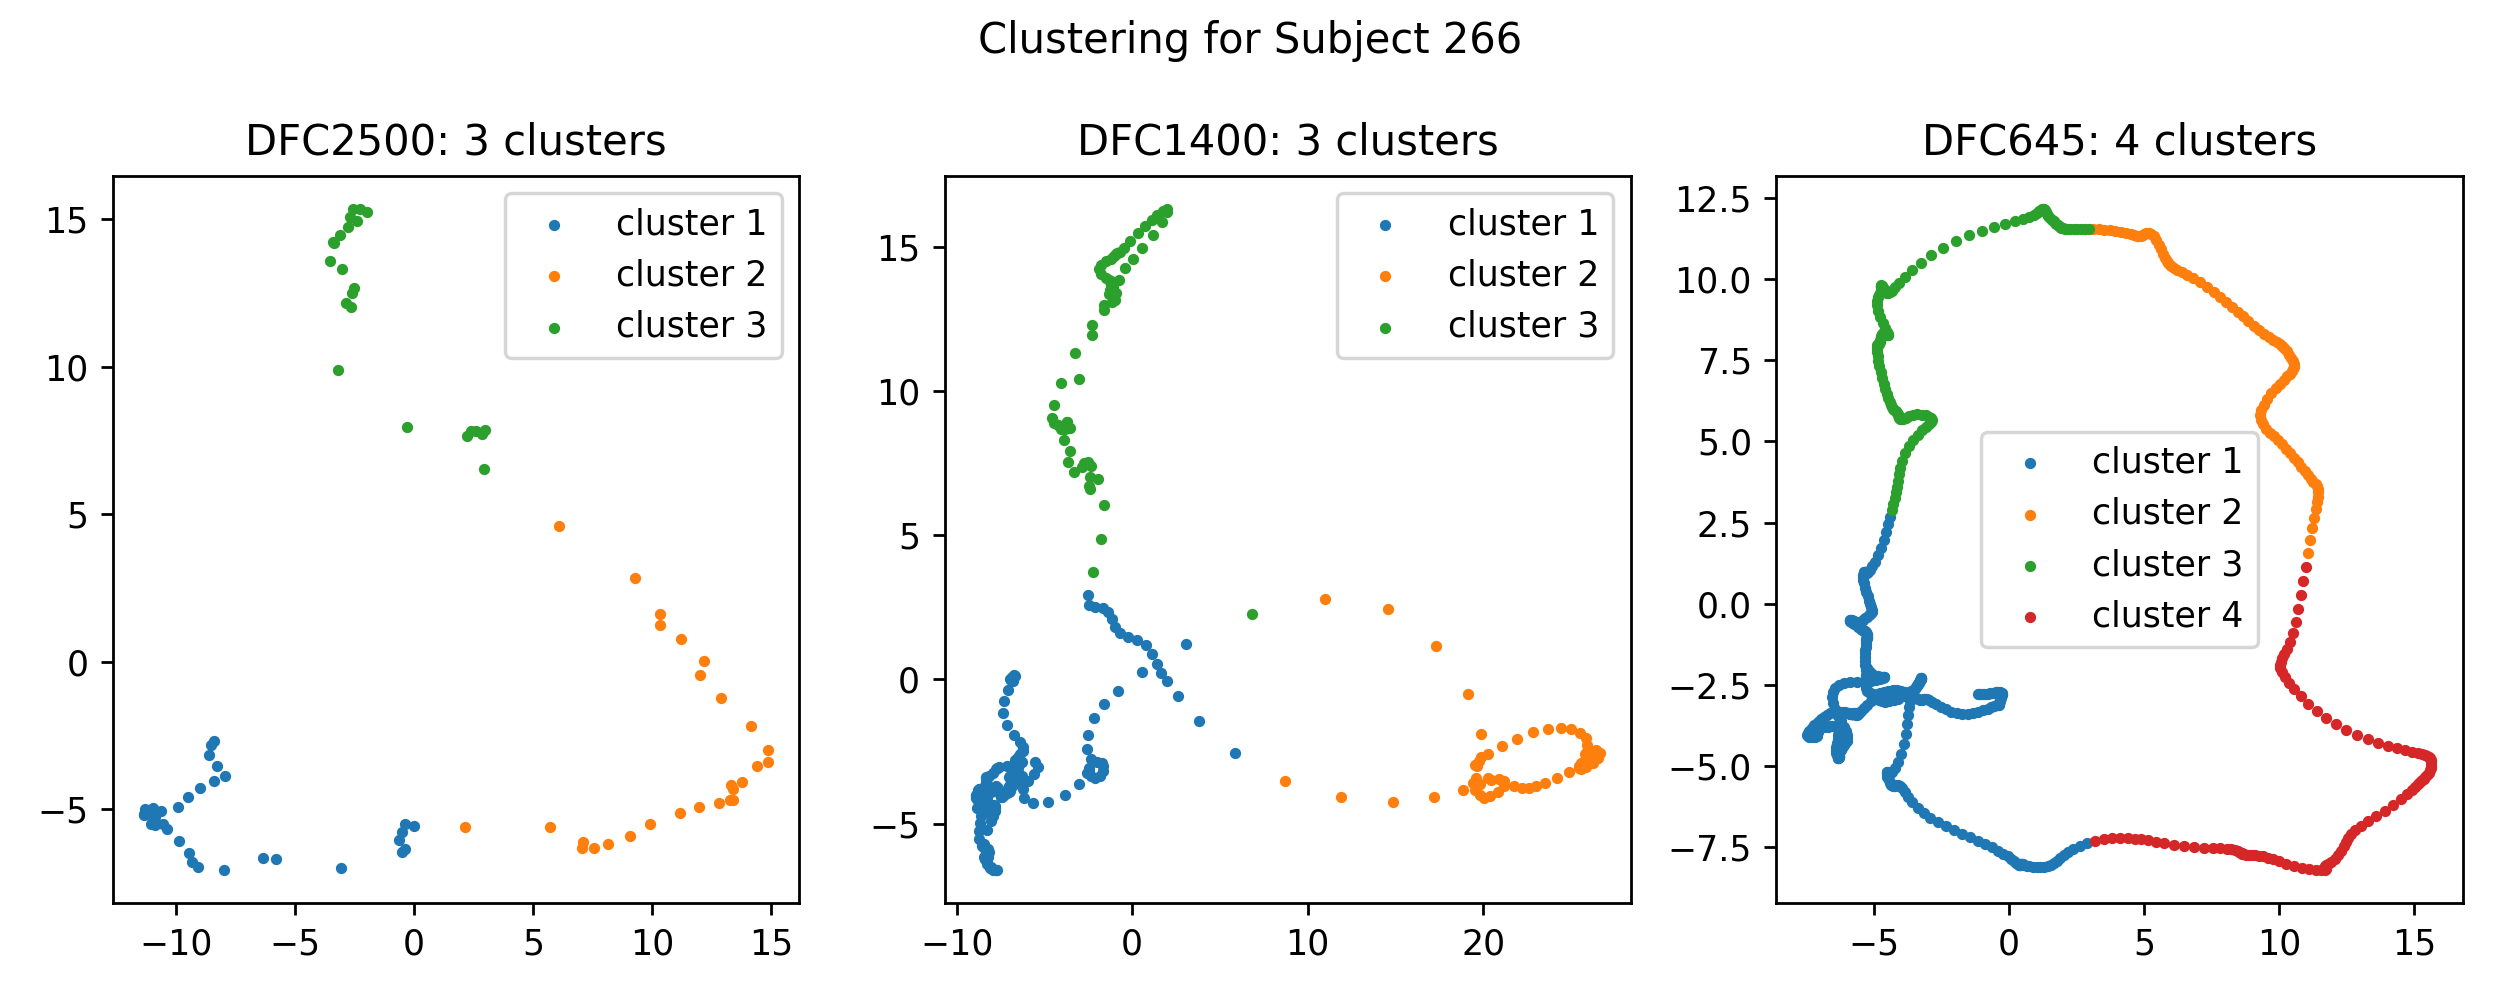 Clustering for Subject 266
DFC2500: 3 clusters
15
10
5
0
−5
−10
−5
0
5
10
15
cluster 1
cluster 2
cluster 3
DFC1400: 3 clusters
15
10
5
0
−5
−10
0
10
20
cluster 1
cluster 2
cluster 3
DFC645: 4 clusters
12.5
10.0
7.5
5.0
2.5
0.0
−2.5
−5.0
−7.5
−5
0
5
10
15
cluster 1
cluster 2
cluster 3
cluster 4